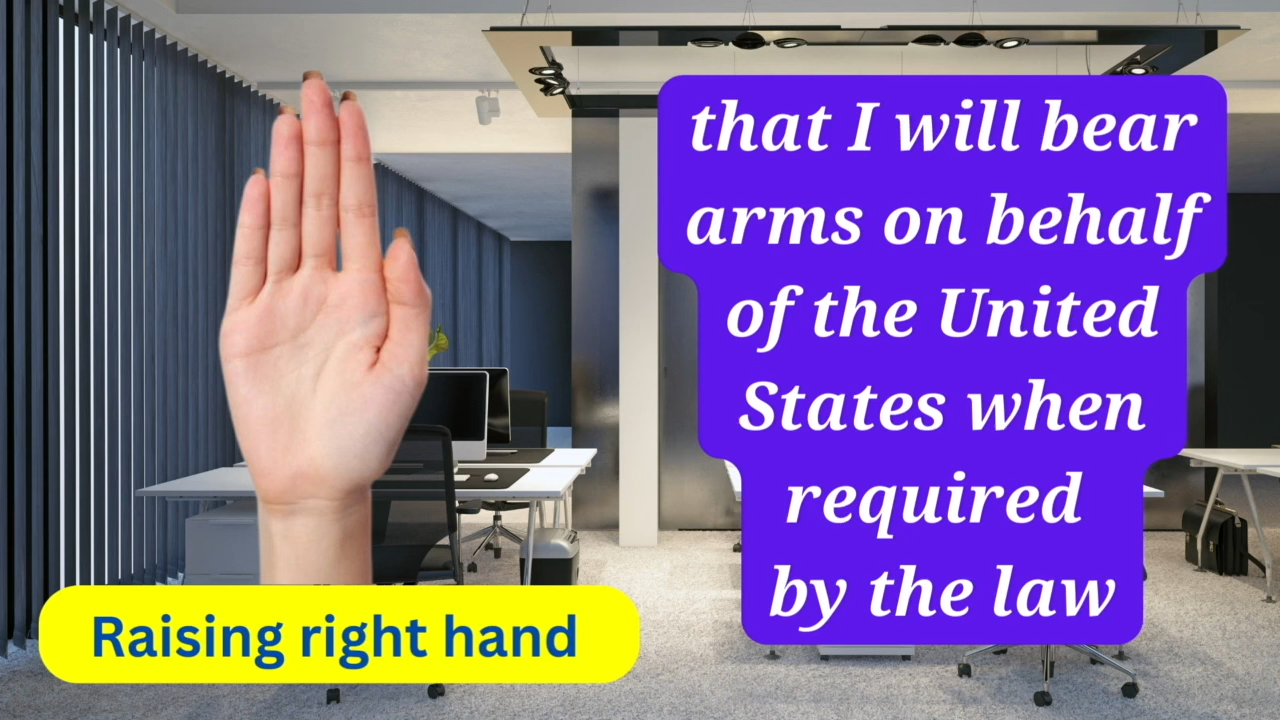 that I will bear
arms on behalf
of the United
States when
required
by the law
Raising right hand